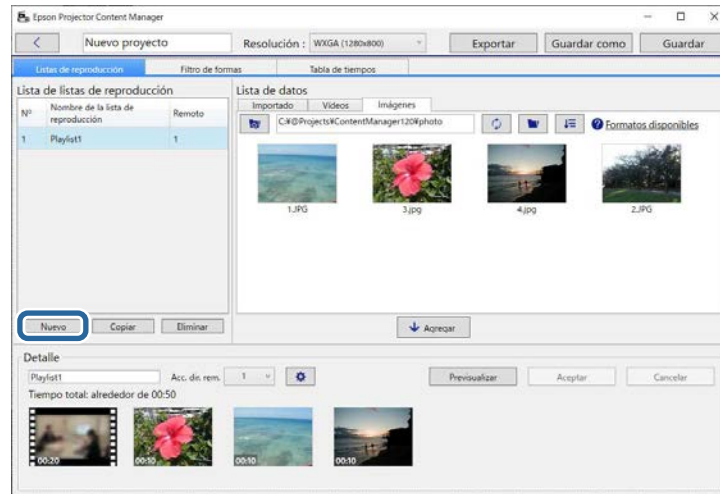 Epson Projector Content Manager
Nuevo proyecto
Resolución : WXGA (1280x800)
Exportar
Guardar como
Guardar
Listas de reproducción
Filtro de formas
Tabla de tiempos
Lista de listas de reproducción
Nº
Nombre de la lista de
reproducción
Remoto
1 Playlist1 1
Nuevo
Copiar
Eliminar
Lista de datos
Importado
Vídeos
Imágenes
C:¥@Projects¥ContentManager120¥photo
Formatos disponibles
1.JPG
3.jpg
4.jpg
2.JPG
Agregar
Detalle
Playlist1
Acc. dir. rem.
1
Previsualizar
Aceptar
Cancelar
Tiempo total: alrededor de 00:50
00:20
00:10
00:10
00:10